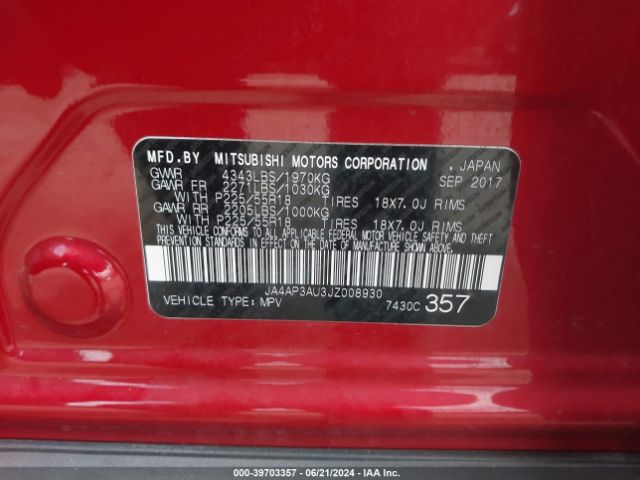 MFD.BY MITSUBISHI MOTORS CORPORATION , JAPAN
GVWR 4343LBS/1970KG SEP 2017
GAWR FR 2271LBS/1030KG
WITH P225/55R18 TIRES 18X7.0J RIMS
GAWR RR 2205LBS/1000KG
WITH P225/55R18 TIRES 18X7.0J RIMS
THIS VEHICLE CONFORMS TO ALL APPLICABLE FEDERAL MOTOR VEHICLE SAFETY AND THEFT
PREVENTION STANDARDS IN EFFECT ON THE DATE OF MANUFACTURE SHOWN ABOVE.
JA4AP3AU3JZ008930
VEHICLE TYPE: MPV 7430C 357
000-39703357 - 06/21/2024 - IAA Inc.